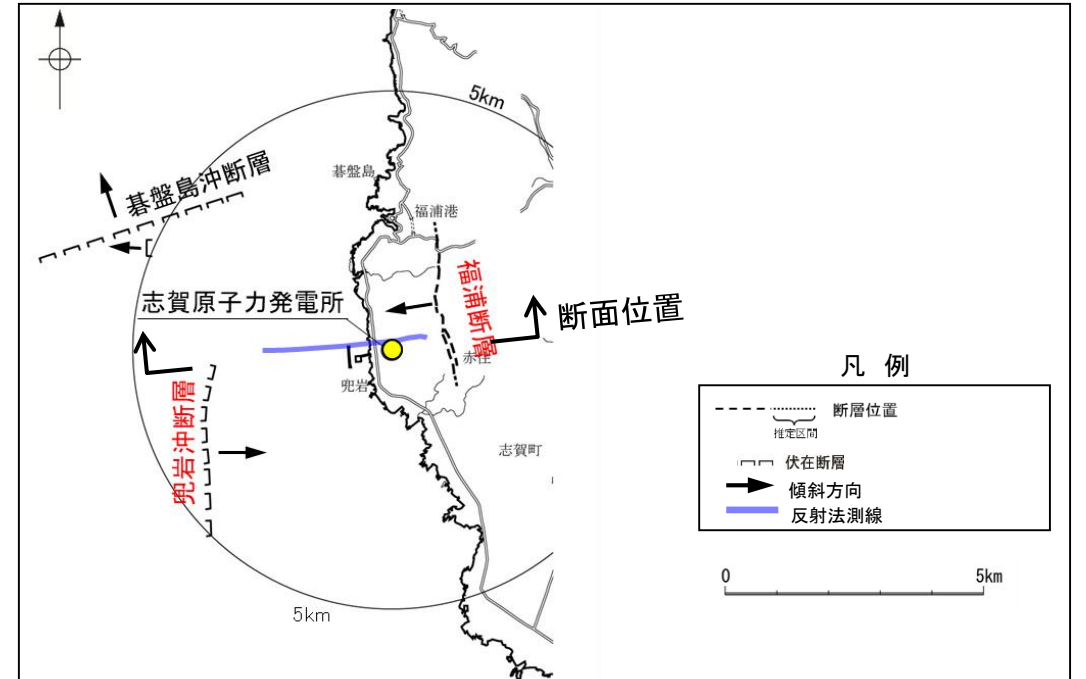 5km
碁盤島沖断層
碁盤島
福浦港
福浦断層
志賀原子力発電所
断面位置
赤住
兜岩
兜岩沖断層
志賀町
5km
凡 例
断層位置
推定区間
伏在断層
傾斜方向
反射法測線
0 5km